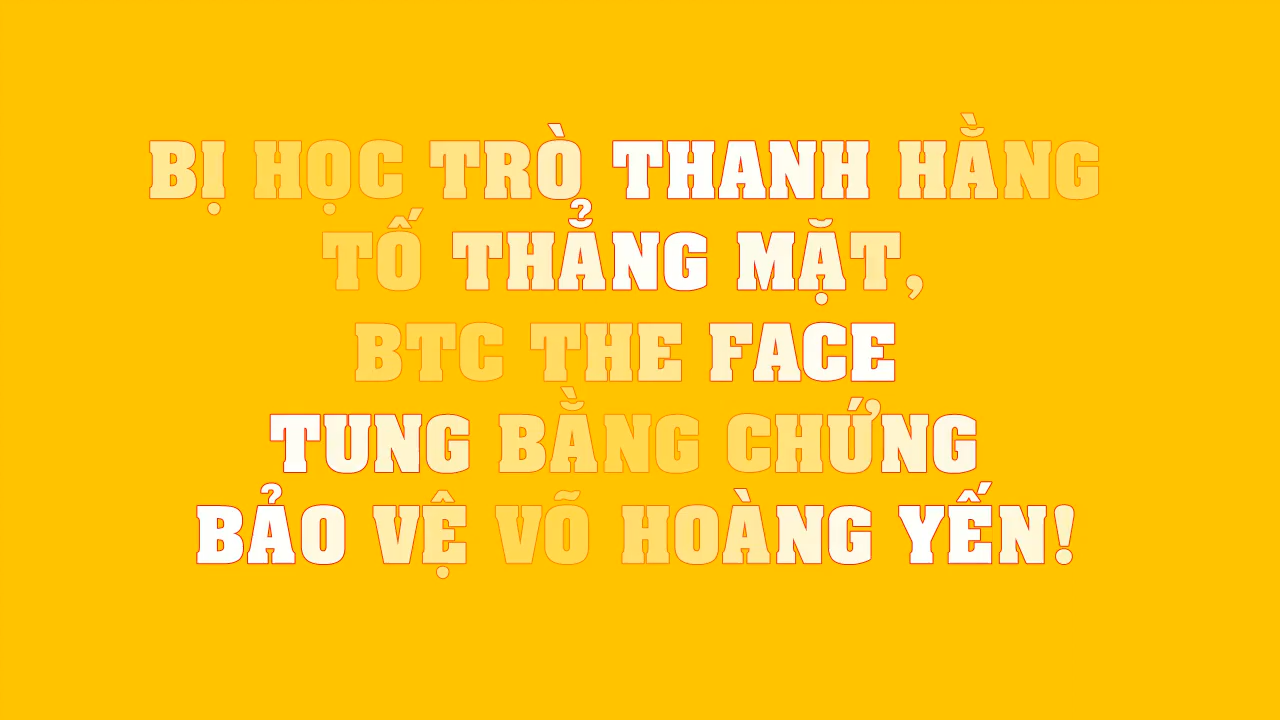 BỊ HỌC TRÒ THANH HẰNG
TỐ THẲNG MẶT,
BTC THE FACE
TUNG BẰNG CHỨNG
BẢO VỆ VÕ HOÀNG YẾN!